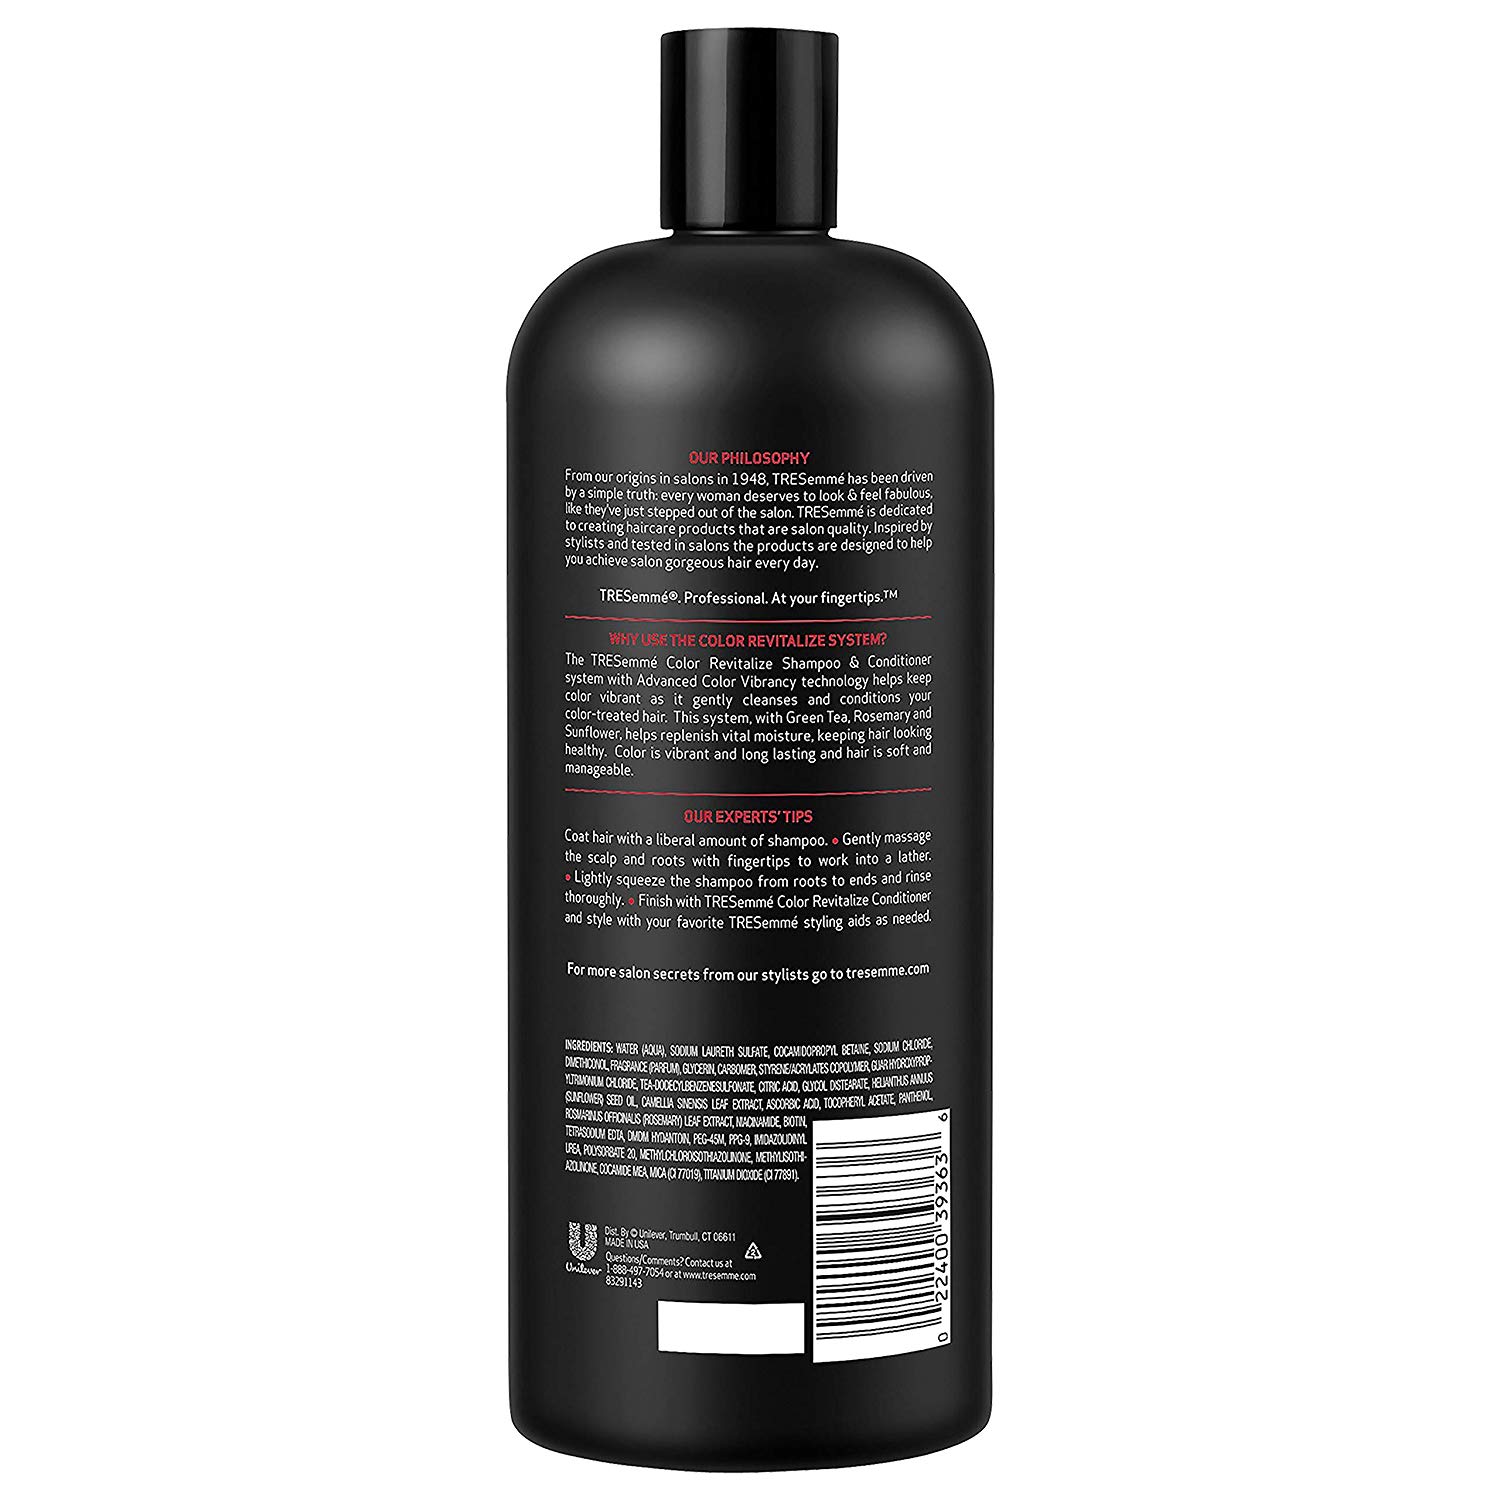 OUR PHILOSOPHY
From our origins in salons in 1948, TRESemmé has been driven
by a simple truth: every woman deserves to look & feel fabulous,
like they've just stepped out of the salon. TRESemmé is dedicated
to creating haircare products that are salon quality. Inspired by
stylists and tested in salons the products are designed to help
you achieve salon gorgeous hair every day.
TRESemmé®. Professional. At your fingertips.™
WHY USE THE COLOR REVITALIZE SYSTEM?
The TRESemmé Color Revitalize Shampoo & Conditioner
system with Advanced Color Vibrancy technology helps keep
color vibrant as it gently cleanses and conditions your
color-treated hair. This system, with Green Tea, Rosemary and
Sunflower, helps replenish vital moisture, keeping hair looking
healthy. Color is vibrant and long lasting and hair is soft and
manageable.
OUR EXPERTS' TIPS
Coat hair with a liberal amount of shampoo. • Gently massage
the scalp and roots with fingertips to work into a lather.
• Lightly squeeze the shampoo from roots to ends and rinse
thoroughly. • Finish with TRESemmé Color Revitalize Conditioner
and style with your favorite TRESemmé styling aids as needed.
For more salon secrets from our stylists go to tresemme.com
INGREDIENTS: WATER (AQUA), SODIUM LAURETH SULFATE, COCAMIDOPROPYL BETAINE, SODIUM CHLORIDE,
DIMETHICONOL, FRAGRANCE (PARFUM), GLYCERIN, CARBOMER, STYRENE/ACRYLATES COPOLYMER, GUAR HYDROXYPROP-
YLTRIMONIUM CHLORIDE, TEA-DODECYLBENZENESULFONATE, CITRIC ACID, GLYCOL DISTEARATE, HELIANTHUS ANNUUS
(SUNFLOWER) SEED OIL, CAMELLIA SINENSIS LEAF EXTRACT, ASCORBIC ACID, TOCOPHERYL ACETATE, PANTHENOL,
ROSMARINUS OFFICINALIS (ROSEMARY) LEAF EXTRACT, NIACINAMIDE, BIOTIN,
TETRASODIUM EDTA, DMDM HYDANTOIN, PEG-45M, PPG-9, IMIDAZOLIDINYL
UREA, POLYSORBATE 20, METHYLCHLOROISOTHIAZOLINONE, METHYLISOTHI-
AZOLINONE, COCAMIDE MEA, MICA (CI 77019), TITANIUM DIOXIDE (CI 77891).
Unilever
Dist. By © Unilever, Trumbull, CT 06611
MADE IN USA
Questions/Comments? Contact us at
1-888-497-7054 or at www.tresemme.com
83291143
2
0 22400 39363 6